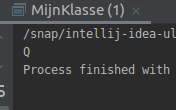 MijnKlasse (1)
/snap/intellij-idea-ul
Q
Process finished with